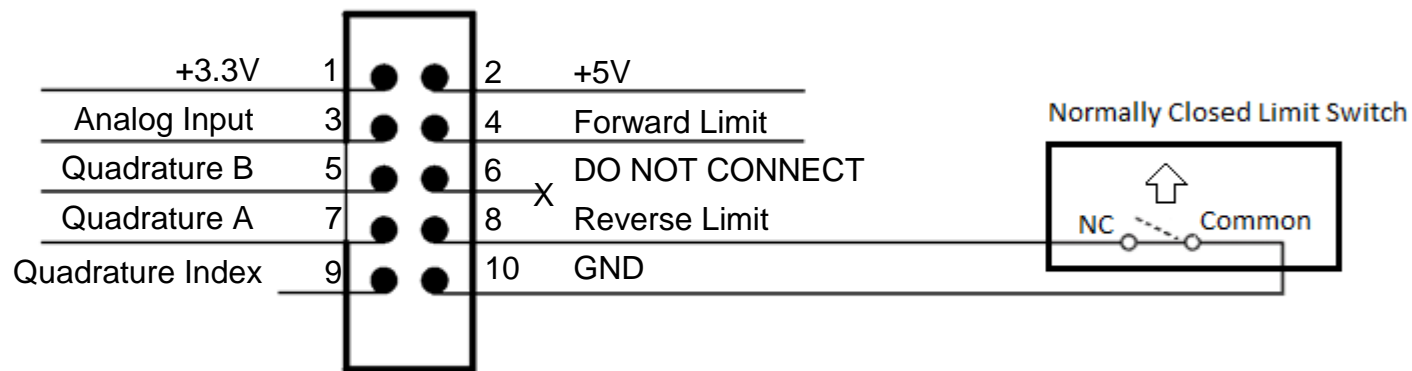 +3.3V 1 2 +5V
Analog Input 3 4 Forward Limit
Normally Closed Limit Switch
Quadrature B 5 6 DO NOT CONNECT
X
Quadrature A 7 8 Reverse Limit
NC Common
Quadrature Index 9 10 GND